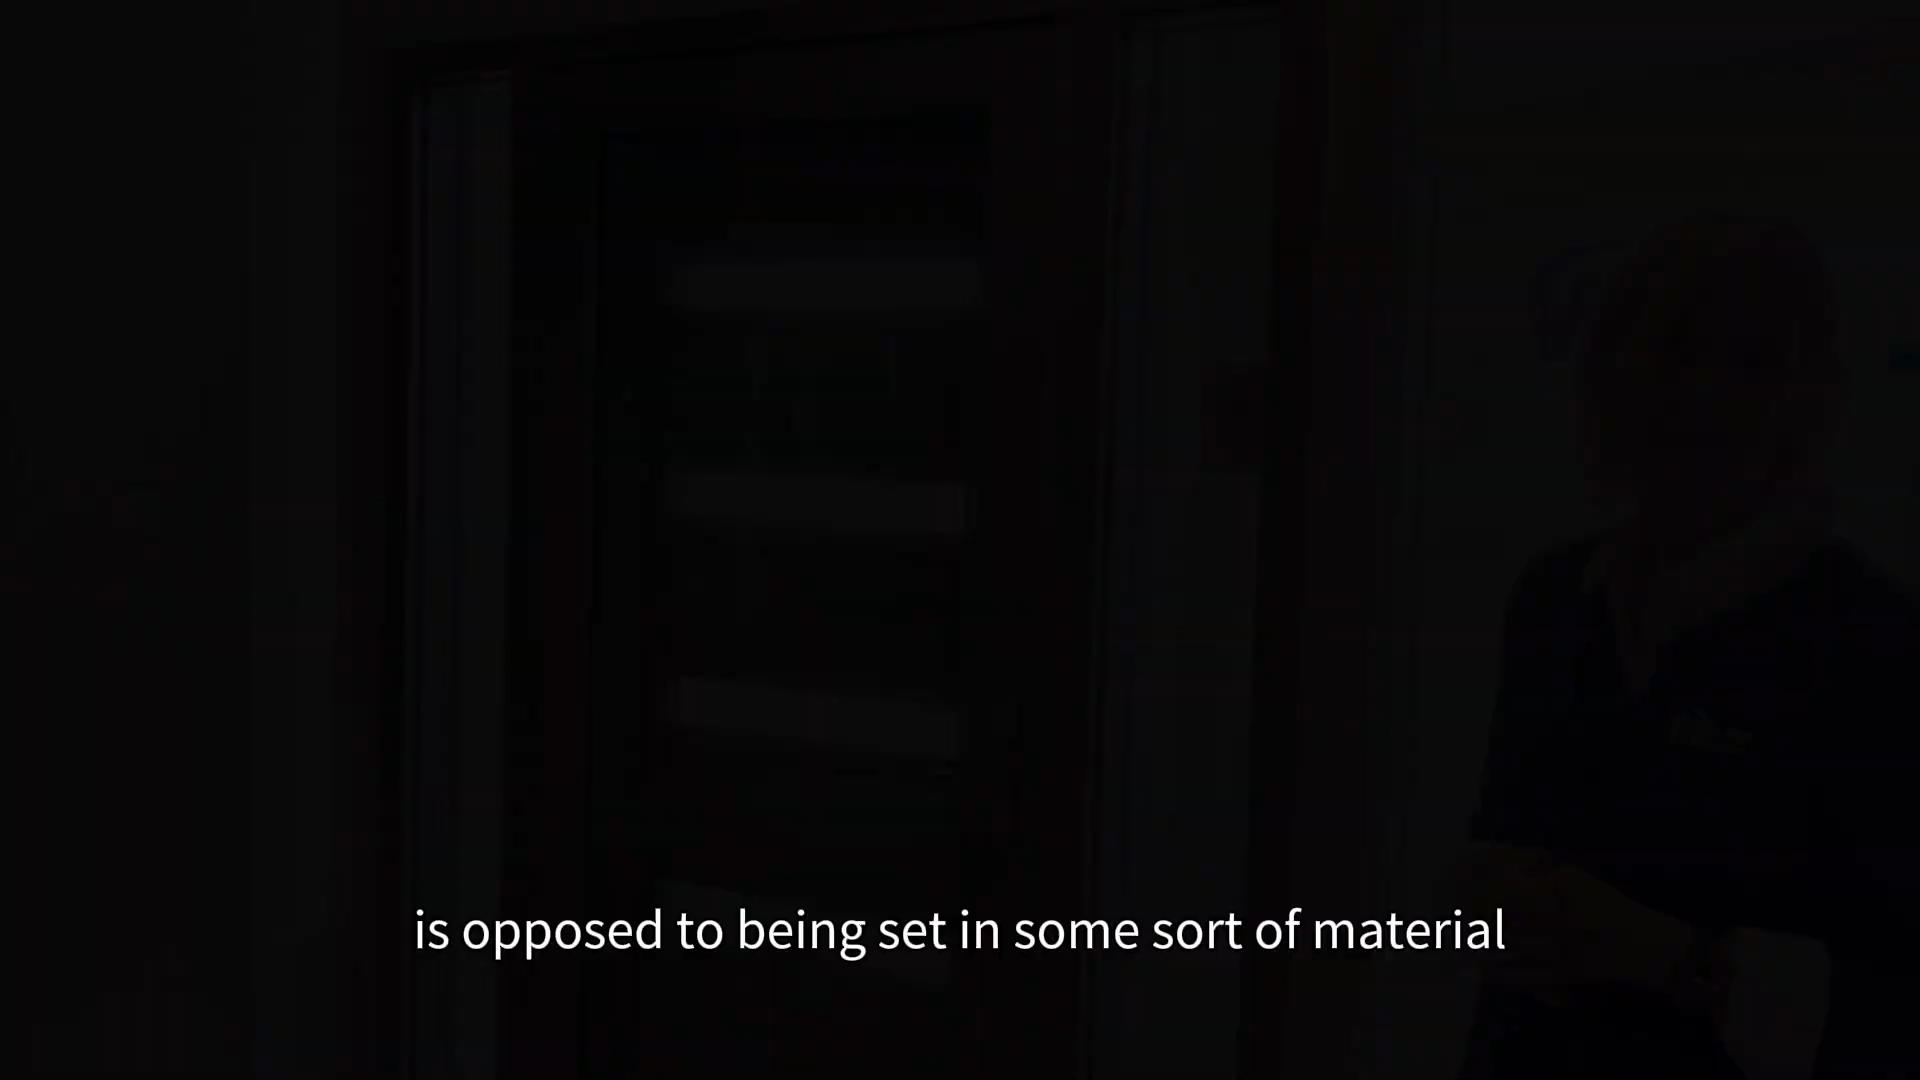 is opposed to being set in some sort of material